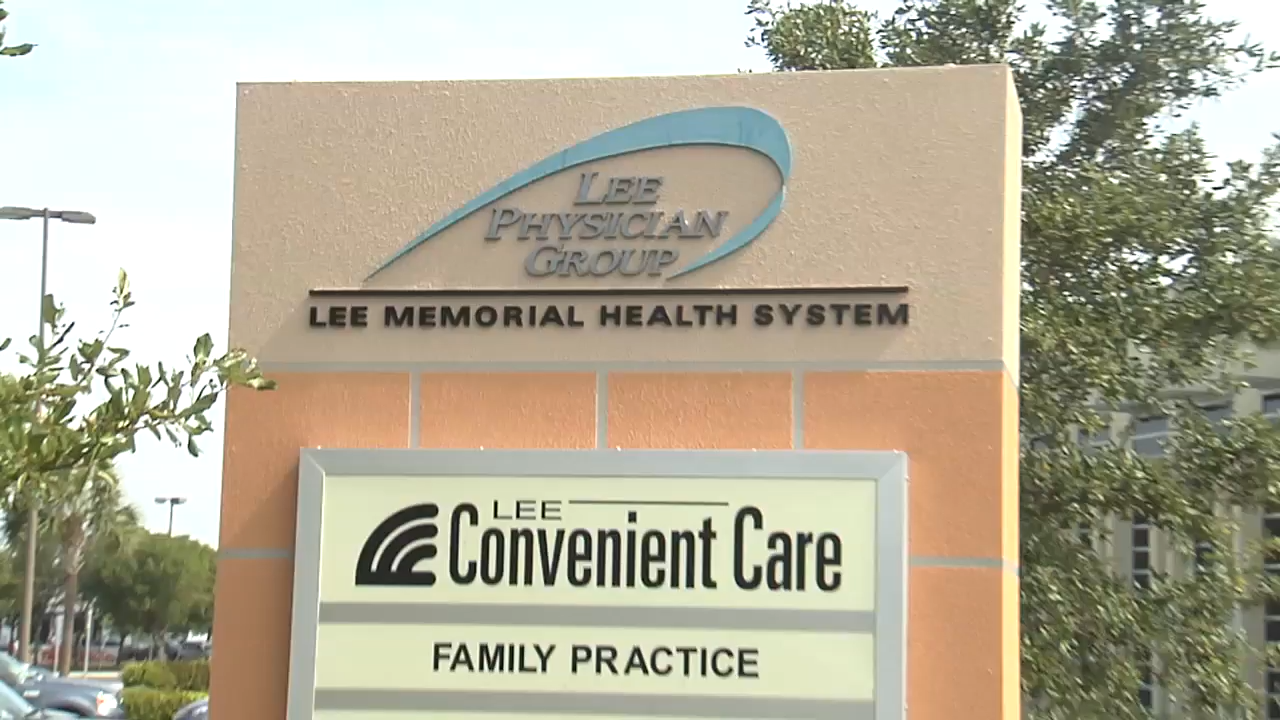 LEE
PHYSICIAN
GROUP
LEE MEMORIAL HEALTH SYSTEM
LEE
Convenient Care
FAMILY PRACTICE